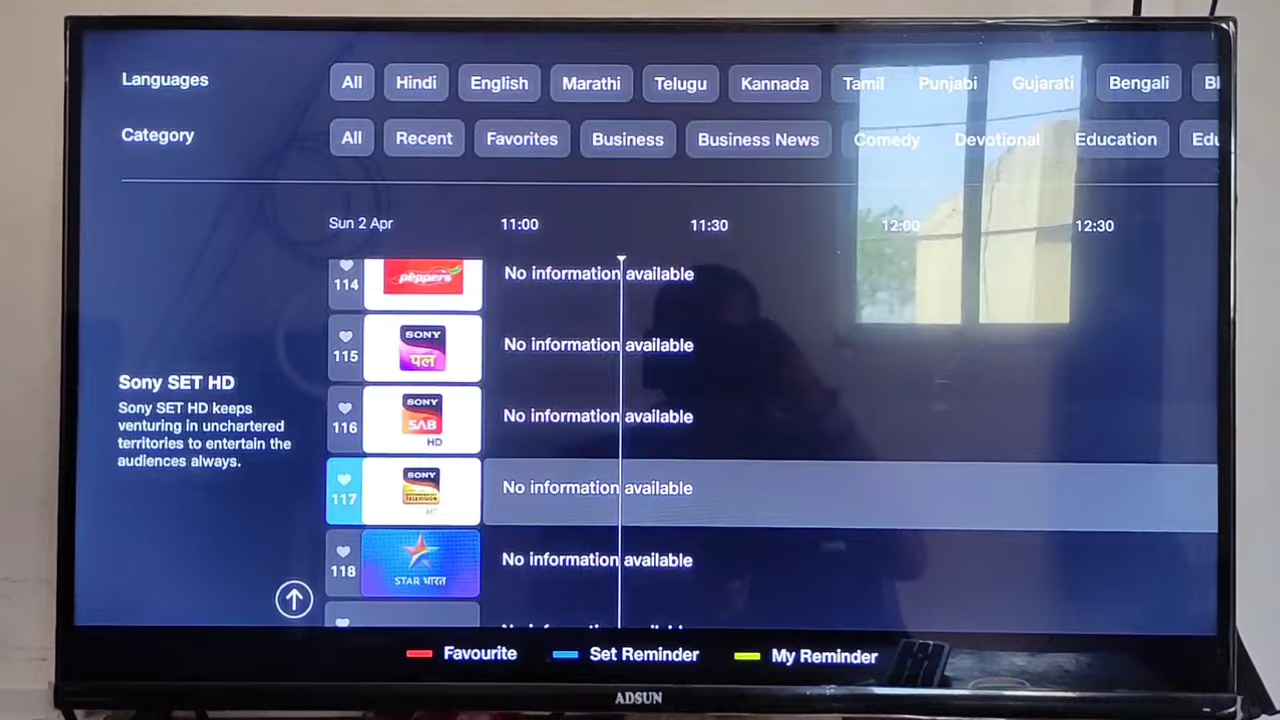 Languages All Hindi English Marathi Telugu Kannada Tamil Punjabi Gujarati Bengali
Category All Recent Favorites Business Business News Comedy Devotional Education Edu
Sun 2 Apr 11:00 11:30 12:00 12:30
114 peppers No information available
115 SONY पल No information available
116 SONY SAB HD No information available
Sony SET HD
Sony SET HD keeps
venturing in unchartered
territories to entertain the
audiences always.
117 SONY ENTERTAINMENT TELEVISION HD No information available
118 STAR भारत No information available
Favourite Set Reminder My Reminder
ADSUN